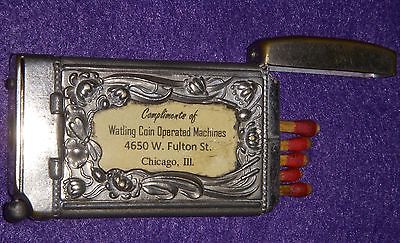 Compliments of
Watling Coin Operated Machines
4650 W. Fulton St.
Chicago, Ill.